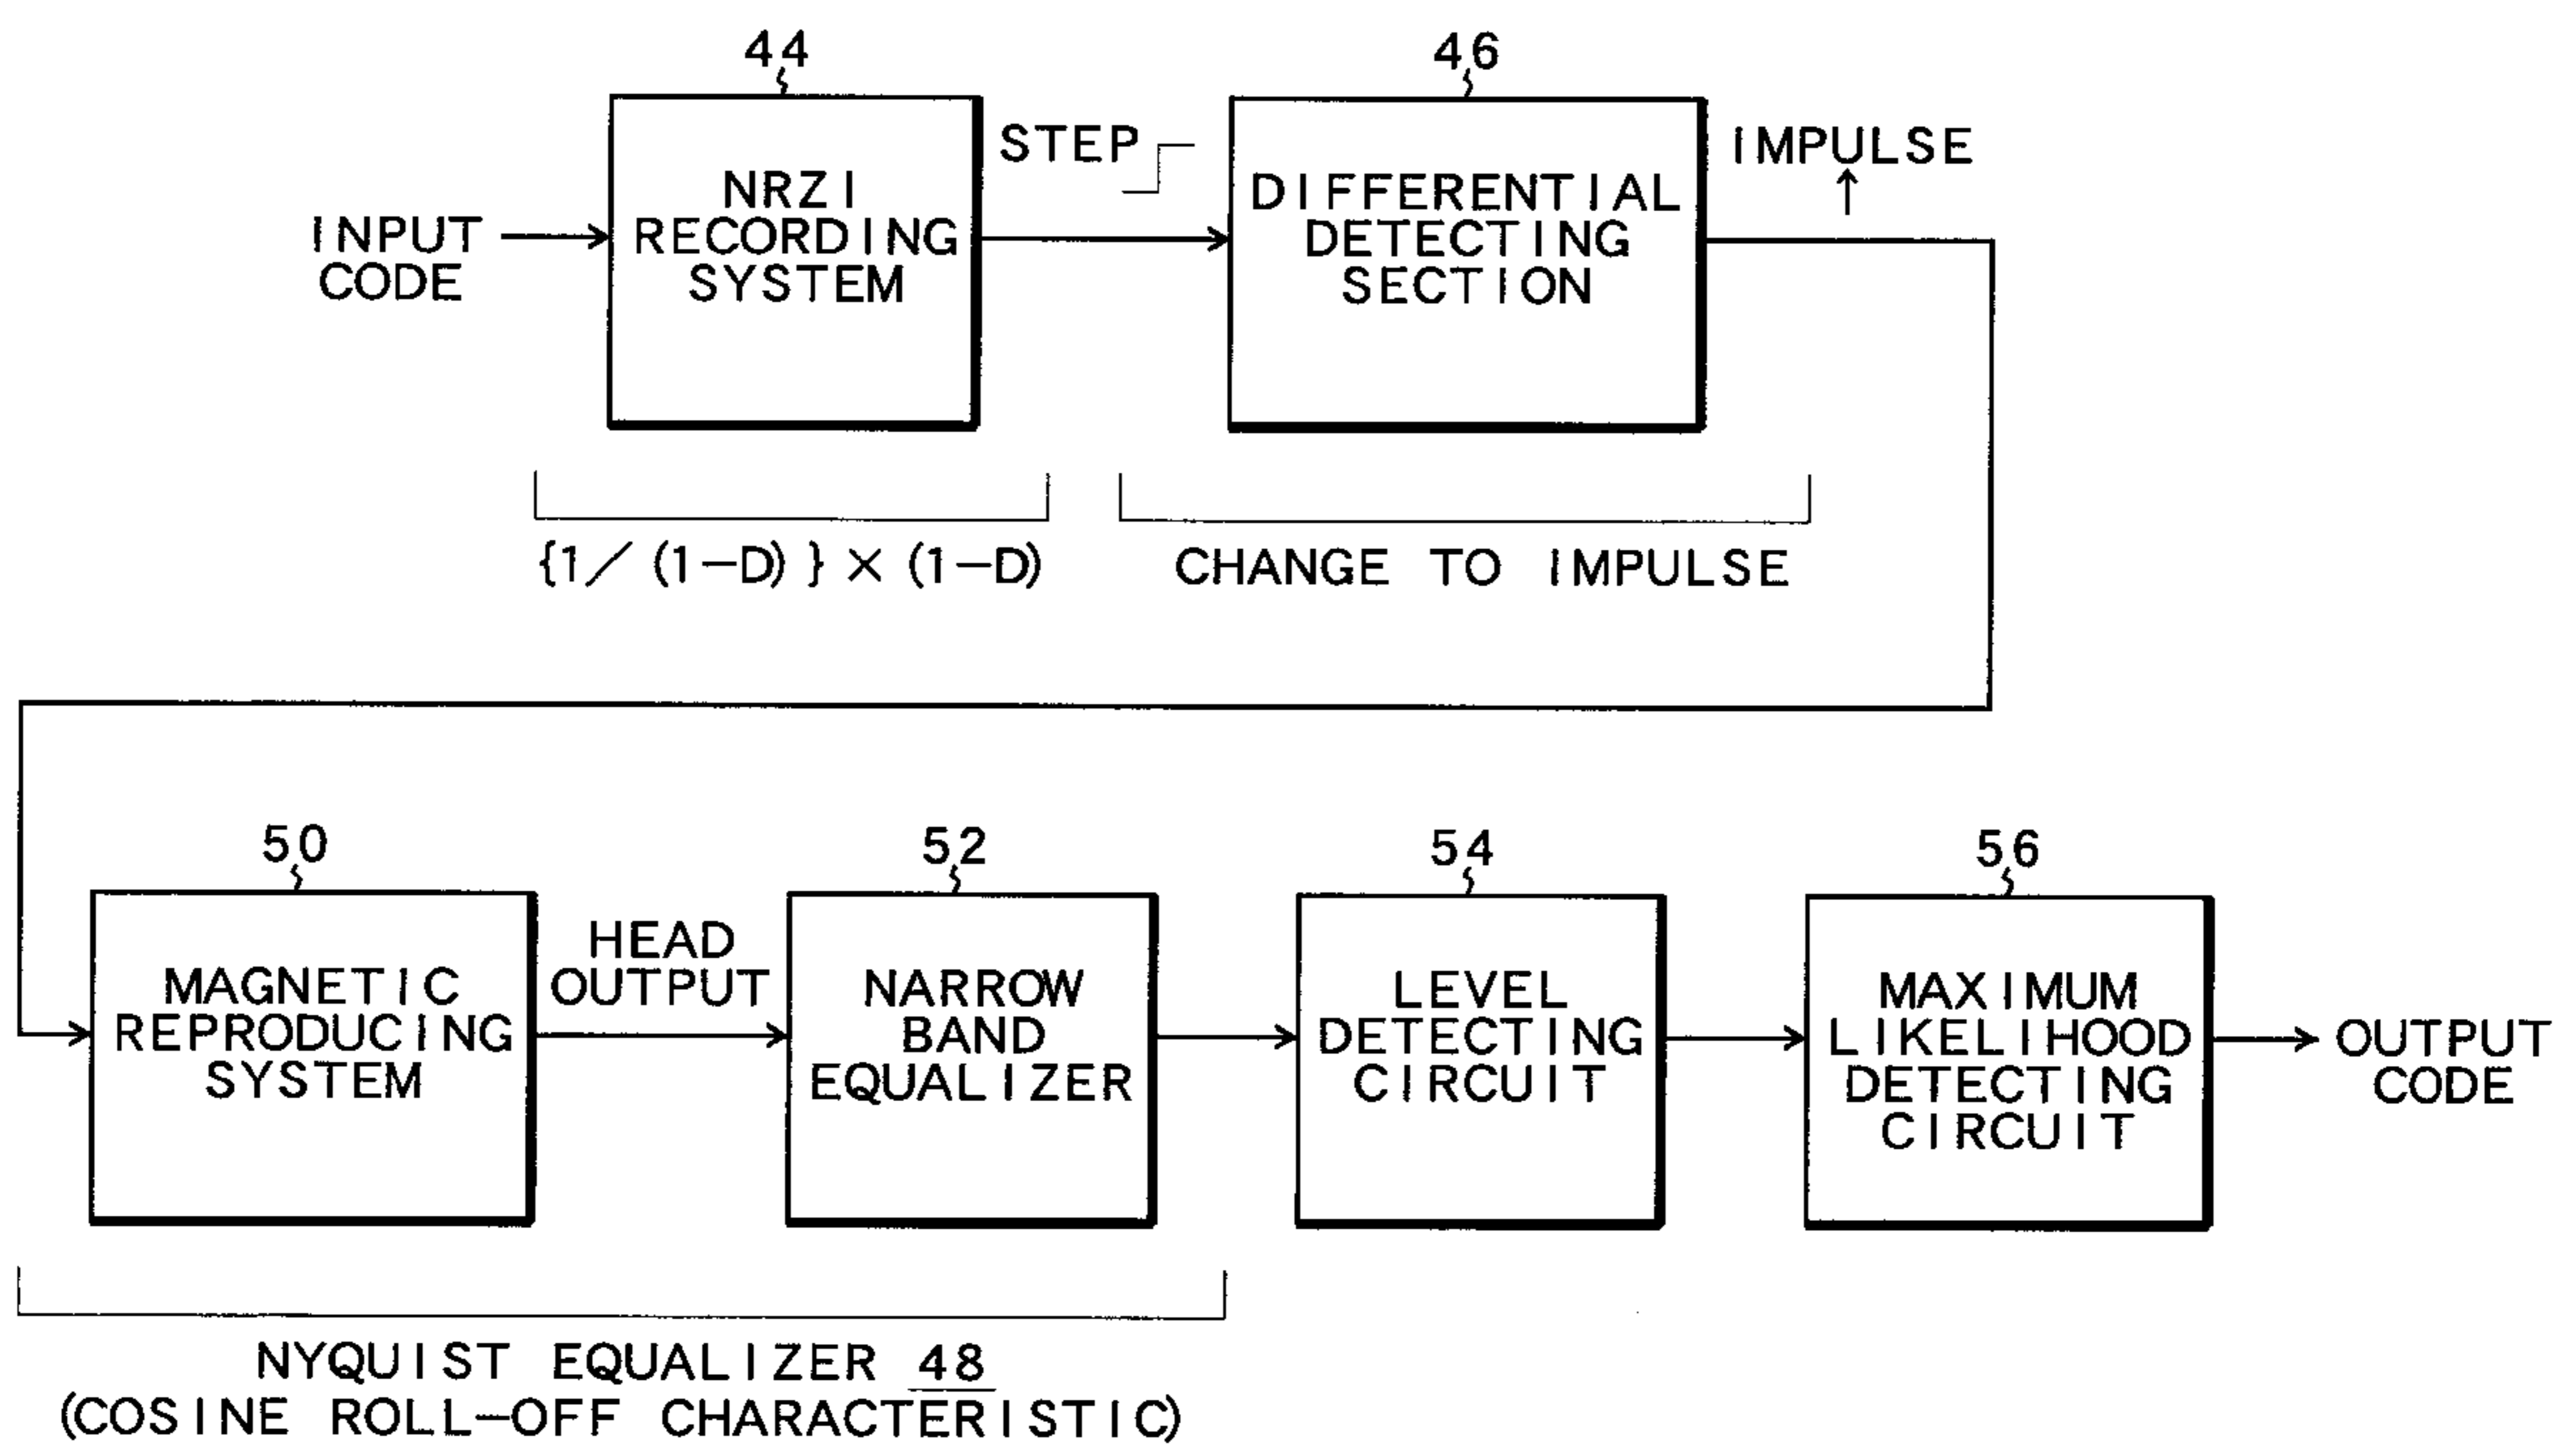 44
46
STEP
IMPULSE
INPUT
CODE
NRZI
RECORDING
SYSTEM
DIFFERENTIAL
DETECTING
SECTION
{1/(1-D)}×(1-D)
CHANGE TO IMPULSE
50
52
54
56
HEAD
OUTPUT
MAGNETIC
REPRODUCING
SYSTEM
NARROW
BAND
EQUALIZER
LEVEL
DETECTING
CIRCUIT
MAXIMUM
LIKELIHOOD
DETECTING
CIRCUIT
OUTPUT
CODE
NYQUIST EQUALIZER 48
(COSINE ROLL-OFF CHARACTERISTIC)